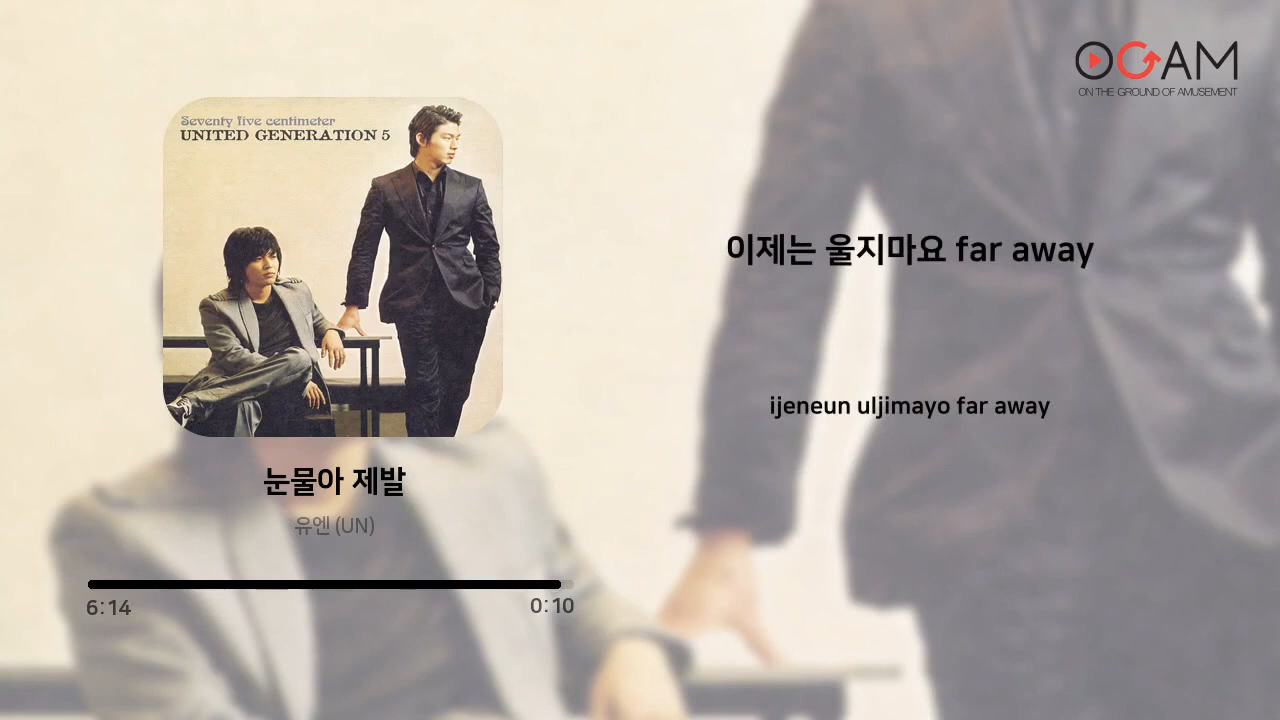 OGAM
ON THE GROUND OF AMUSEMENT
Seventy five centimeter
UNITED GENERATION 5
이제는 울지마요 far away
ijeneun uljimayo far away
눈물아 제발
유엔 (UN)
6:14
0:10